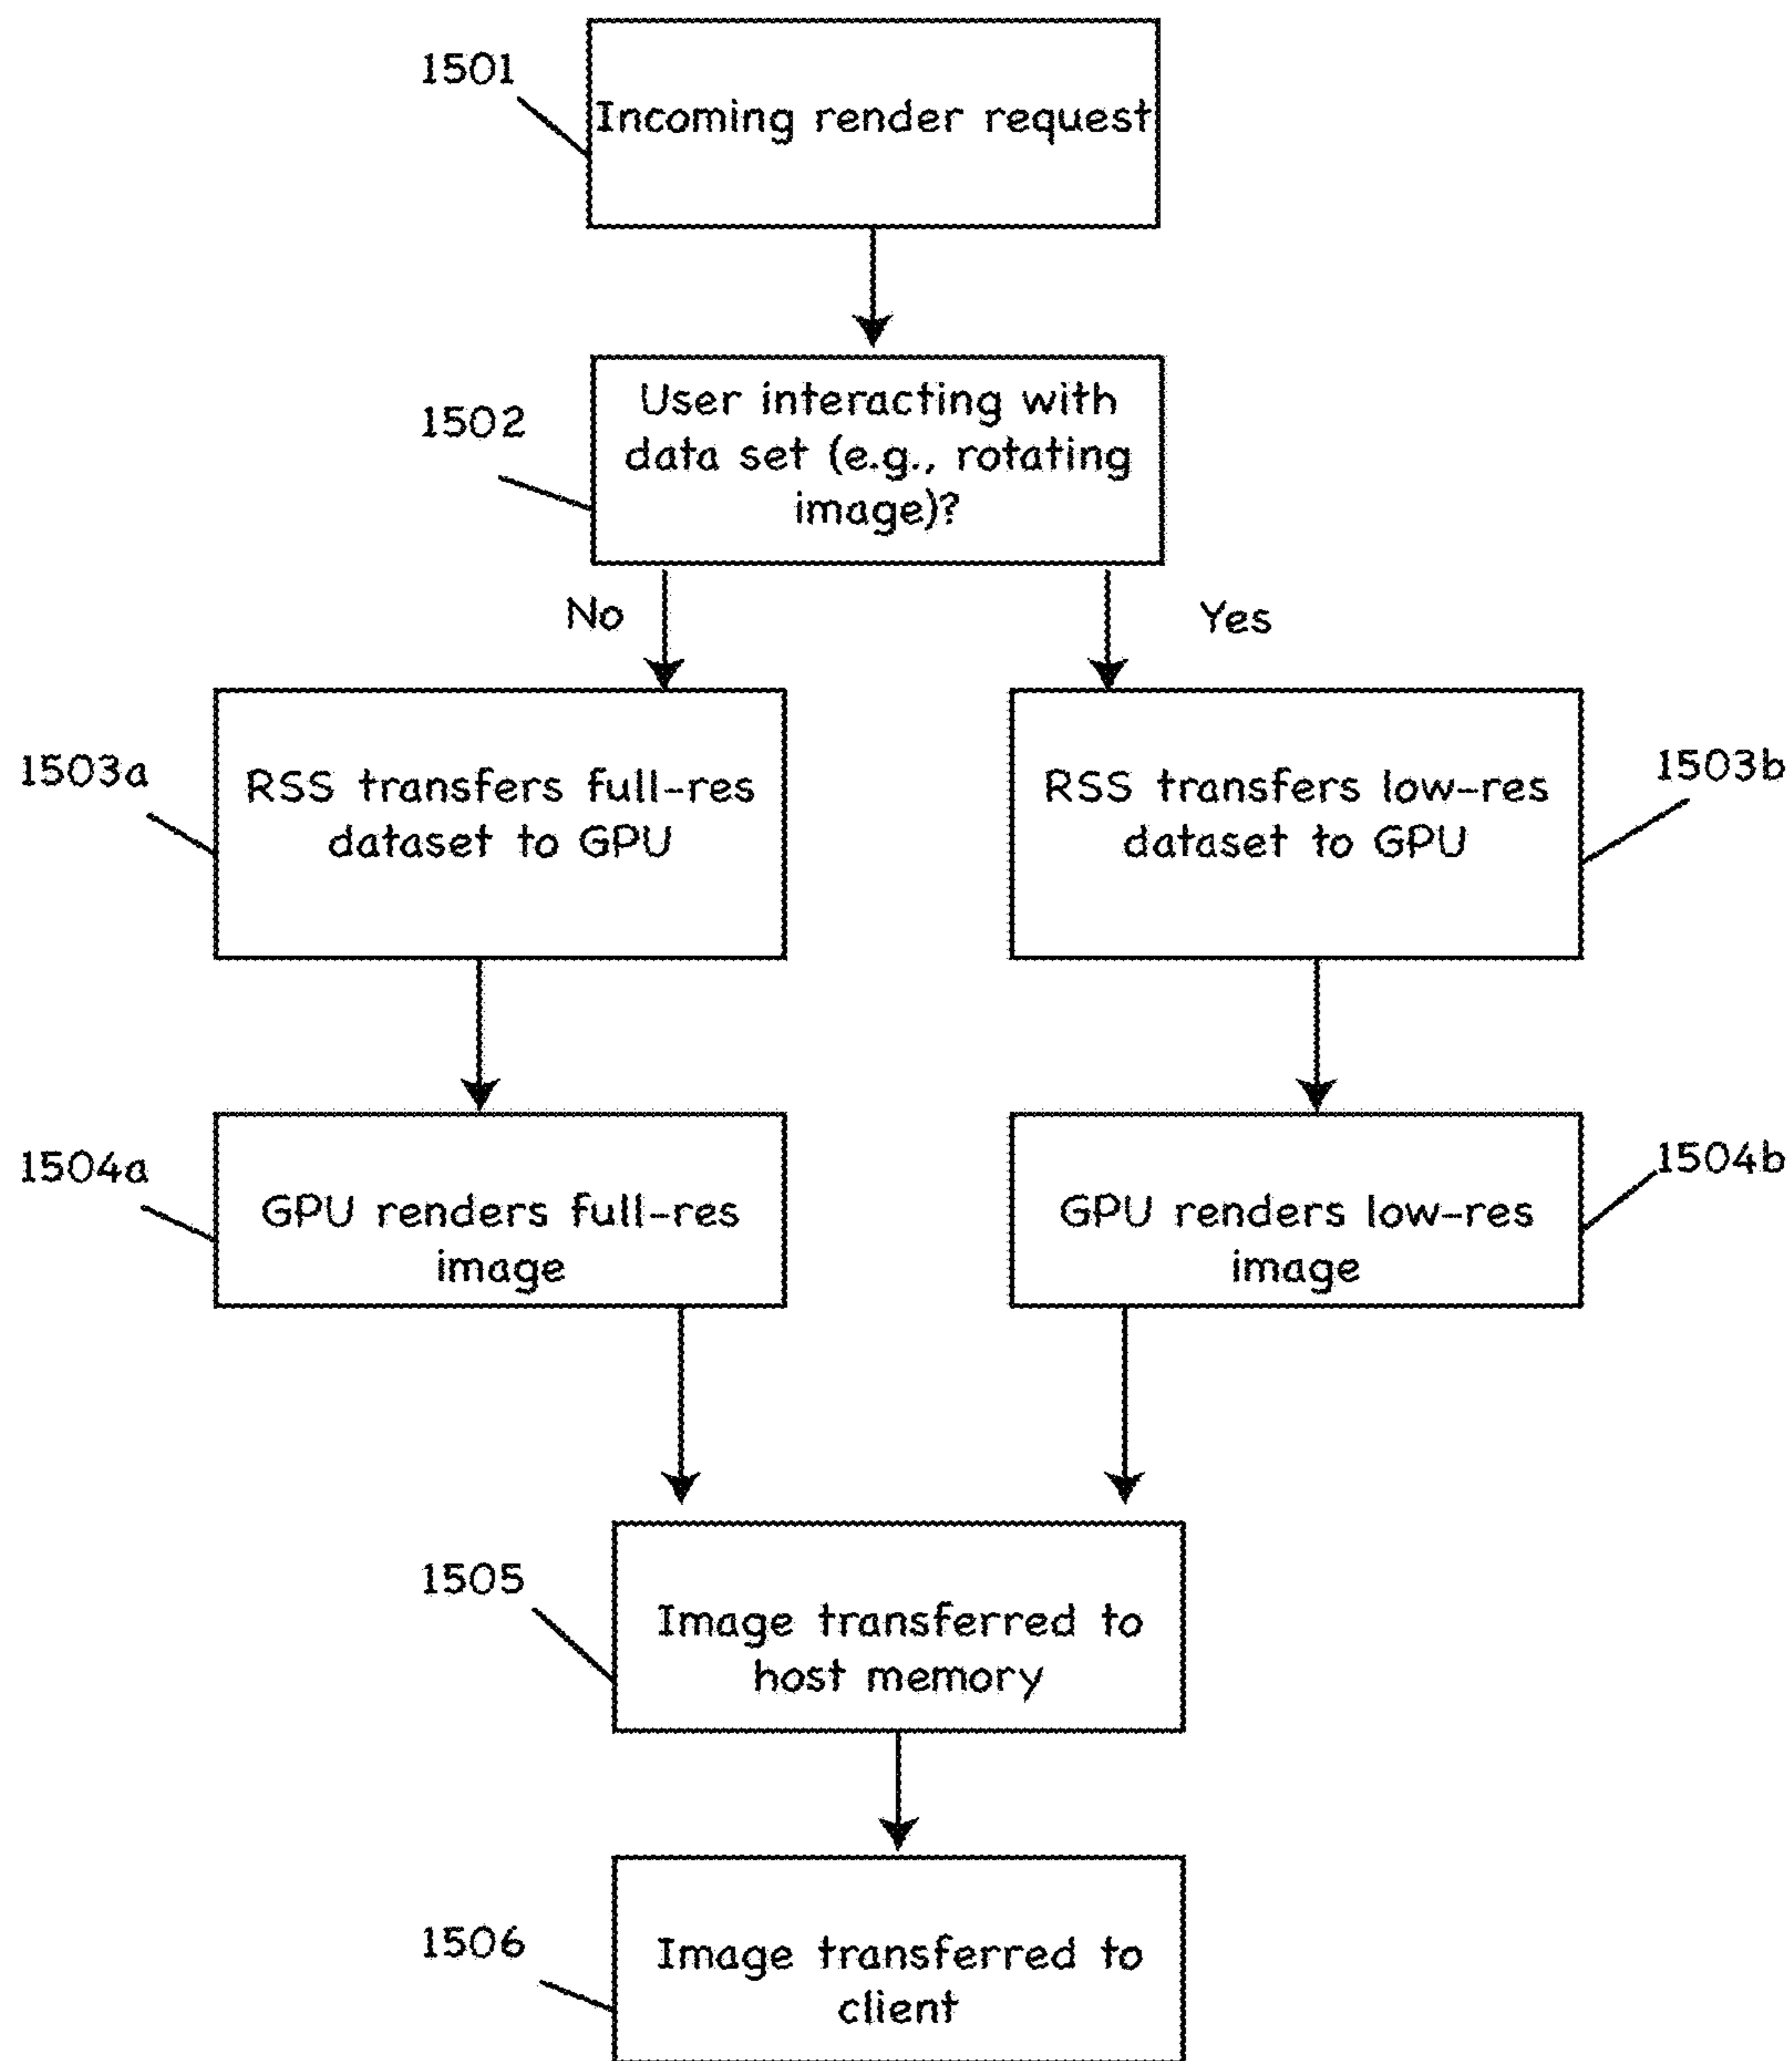 1501
Incoming render request
1502
User interacting with
data set (e.g., rotating
image)?
No
Yes
1503a
RSS transfers full-res
dataset to GPU
RSS transfers low-res
dataset to GPU
1503b
1504a
GPU renders full-res
image
GPU renders low-res
image
1504b
1505
Image transferred to
host memory
1506
Image transferred to
client